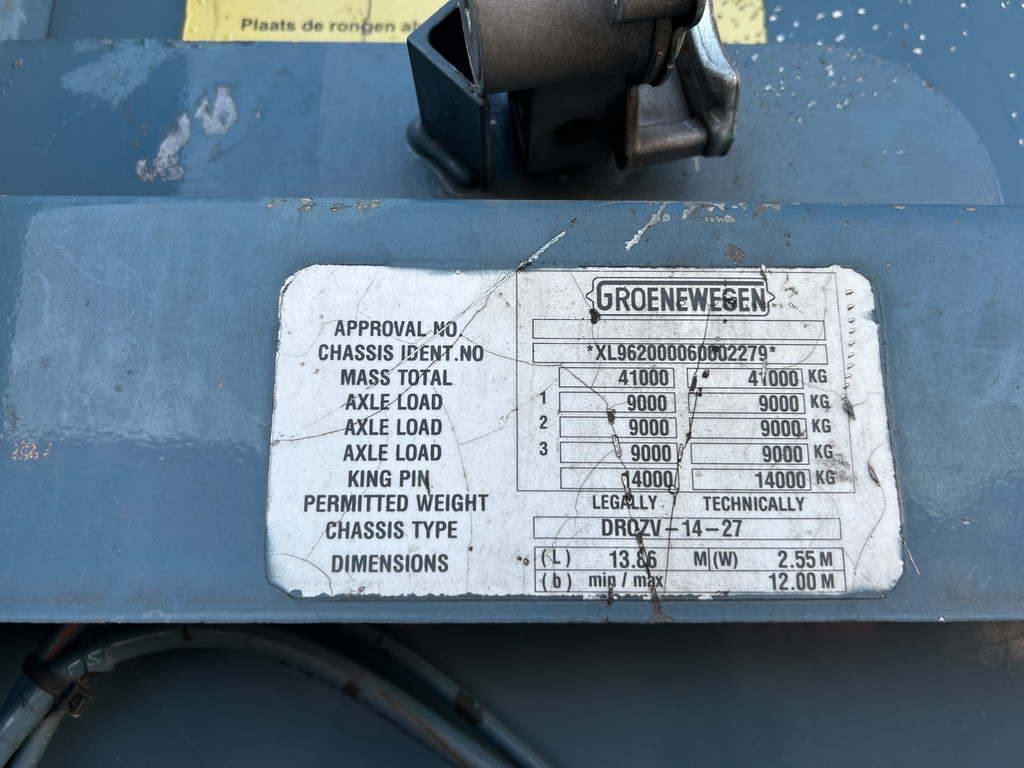 Plaats de rongen
GROENEWEGEN
APPROVAL NO
CHASSIS IDENT.NO *XL962000060002279*
MASS TOTAL 41000 41000 KG
AXLE LOAD 1 9000 9000 KG
AXLE LOAD 2 9000 9000 KG
AXLE LOAD 3 9000 9000 KG
KING PIN 14000 14000 KG
PERMITTED WEIGHT LEGALLY TECHNICALLY
CHASSIS TYPE DROZV-14-27
DIMENSIONS (L) 13.86 M (W) 2.55 M
(b) min / max 12.00 M